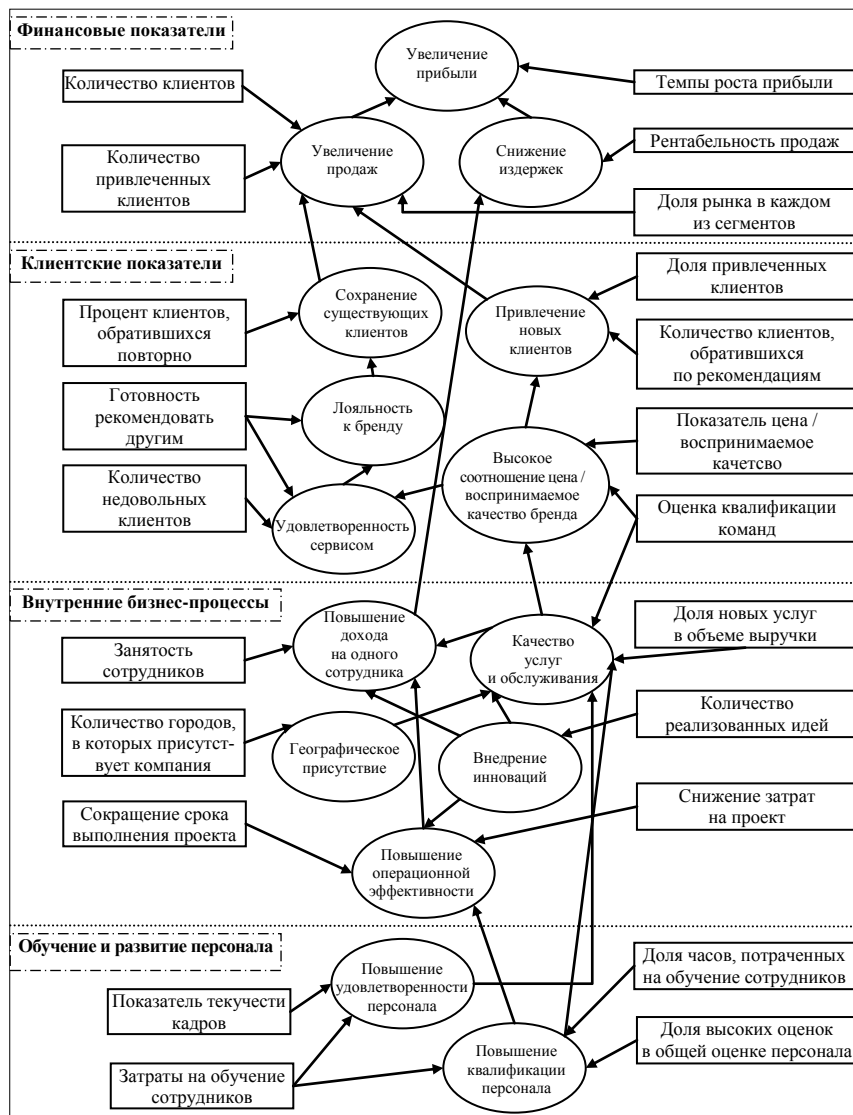 Финансовые показатели
Увеличение
прибыли
Количество клиентов
Темпы роста прибыли
Количество
привлеченных
клиентов
Увеличение
продаж
Снижение
издержек
Рентабельность продаж
Доля рынка в каждом
из сегментов
Клиентские показатели
Доля привлеченных
клиентов
Процент клиентов,
обратившихся
повторно
Сохранение
существующих
клиентов
Привлечение
новых
клиентов
Количество клиентов,
обратившихся
по рекомендациям
Готовность
рекомендовать
другим
Лояльность
к бренду
Показатель цена /
воспринимаемое
качетсво
Количество
недовольных
клиентов
Удовлетворенность
сервисом
Высокое
соотношение цена /
воспринимаемое
качество бренда
Оценка квалификации
команд
Внутренние бизнес-процессы
Занятость
сотрудников
Повышение
дохода
на одного
сотрудника
Качество
услуг
и обслуживания
Доля новых услуг
в объеме выручки
Количество городов,
в которых присутст-
вует компания
Географическое
присутствие
Внедрение
инноваций
Количество
реализованных идей
Сокращение срока
выполнения проекта
Повышение
операционной
эффективности
Снижение затрат
на проект
Обучение и развитие персонала
Показатель текучести
кадров
Повышение
удовлетворенности
персонала
Доля часов, потраченных
на обучение сотрудников
Затраты на обучение
сотрудников
Повышение
квалификации
персонала
Доля высоких оценок
в общей оценке персонала